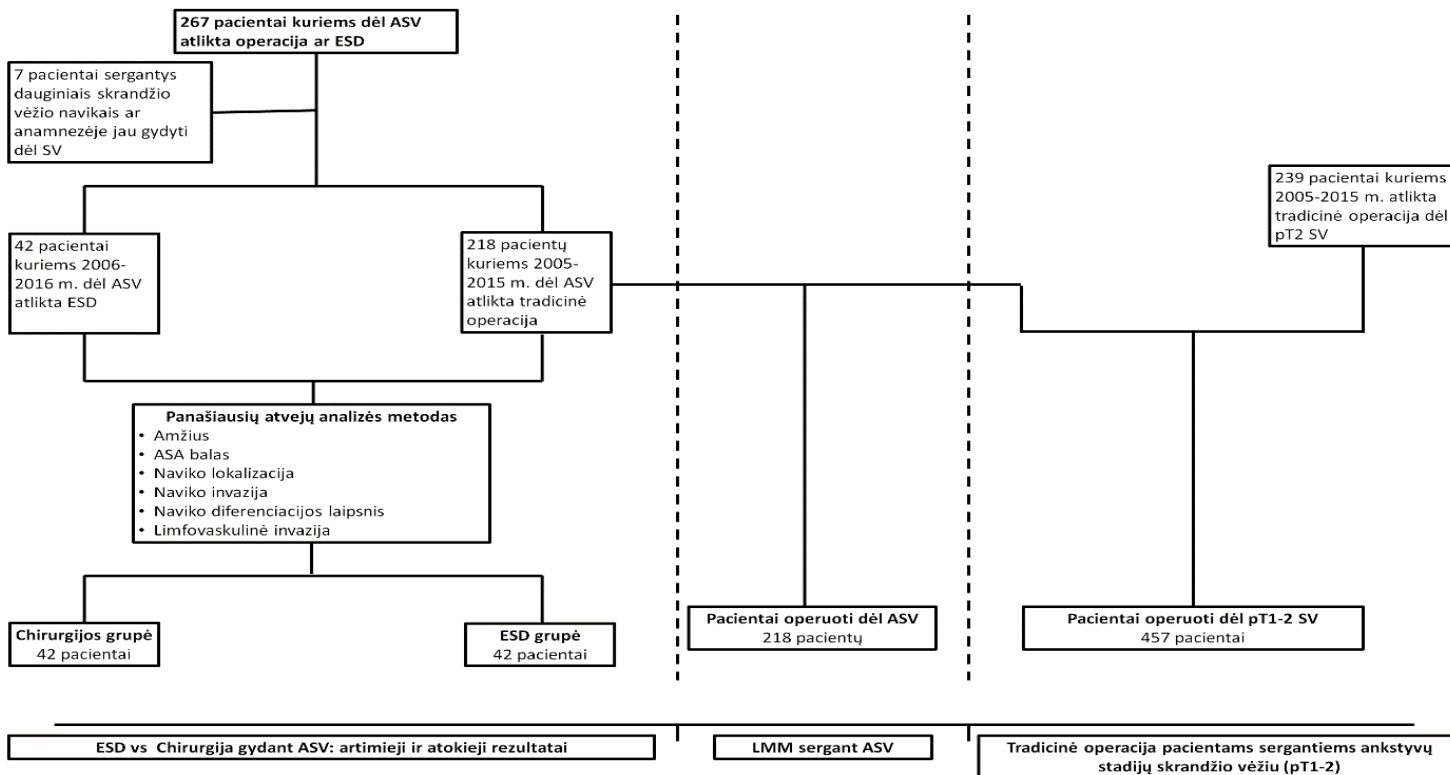 267 pacientai kuriems dėl ASV
atlikta operacija ar ESD
7 pacientai sergantys
dauginiais skrandžio
vėžio navikais ar
anamnezėje jau gydyti
dėl SV
239 pacientai kuriems
2005-2015 m. atlikta
tradicinė operacija dėl
pT2 SV
42 pacientai
kuriems 2006-
2016 m. dėl ASV
atlikta ESD
218 pacientų
kuriems 2005-
2015 m. dėl ASV
atlikta tradicinė
operacija
Panašiausių atvejų analizės metodas
• Amžius
• ASA balas
• Naviko lokalizacija
• Naviko invazija
• Naviko diferenciacijos laipsnis
• Limfovaskulinė invazija
Chirurgijos grupė
42 pacientai
ESD grupė
42 pacientai
Pacientai operuoti dėl ASV
218 pacientų
Pacientai operuoti dėl pT1-2 SV
457 pacientai
ESD vs Chirurgija gydant ASV: artimieji ir atokieji rezultatai
LMM sergant ASV
Tradicinė operacija pacientams sergantiems ankstyvų
stadijų skrandžio vėžiu (pT1-2)